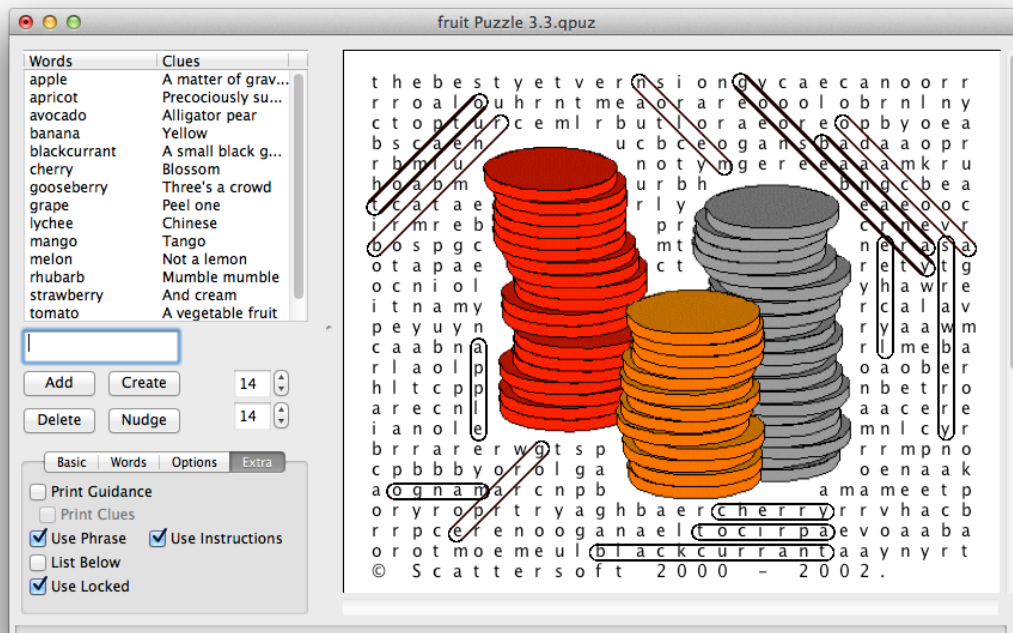 fruit Puzzle 3.3.qpuz
Words Clues
apple A matter of grav...
apricot Precociously su...
avocado Alligator pear
banana Yellow
blackcurrant A small black g...
cherry Blossom
gooseberry Three's a crowd
grape Peel one
lychee Chinese
mango Tango
melon Not a lemon
rhubarb Mumble mumble
strawberry And cream
tomato A vegetable fruit
Add Create 14
Delete Nudge 14
Basic Words Options Extra
Print Guidance
Print Clues
Use Phrase Use Instructions
List Below
Use Locked
t h e b e s t y e t v e r n s i o n g y c a e c a n o o r r
r r o a l o u h r n t m e a o r a r e o o o l o b r n l n y
c t o p t u r c e m l r b u t l o r a e o r e o p b y o e a
b s c a e h u c b c e o g a n s b a d a a o p r
r b m l u n o t y m g e r e e a a a m k r u
h o a b m u r b h b n g c b e a
t c a t a e r l y e a e o o c
i r m r e b p r c r n e v r
b o s p g c m t n e r a s a
o t a p a e c t r e t y t g
o c n i o l y h a w r e
i t n a m y r c a l a v
p e y u y n r y a a w m
c a a b n a r l m e b a
r l a o l p o a o b e r
h l t c p p n b e t r o
a r e c n l a a c e r e
i a n o l e m n l c y r
b r r a r e r w g t s p r r m p n o
c p b b b y o r o l g a o e n a a k
a o g n a m a r c n p b a m a m e e t p
o r y r o p r t r y a g h b a e r c h e r r y r r v h a c b
r r p c e r e n o o g a n a e l t o c i r p a e v o a a b a
o r o t m o e m e u l b l a c k c u r r a n t a a y n y r t
© S c a t t e r s o f t 2 0 0 0 – 2 0 0 2 .